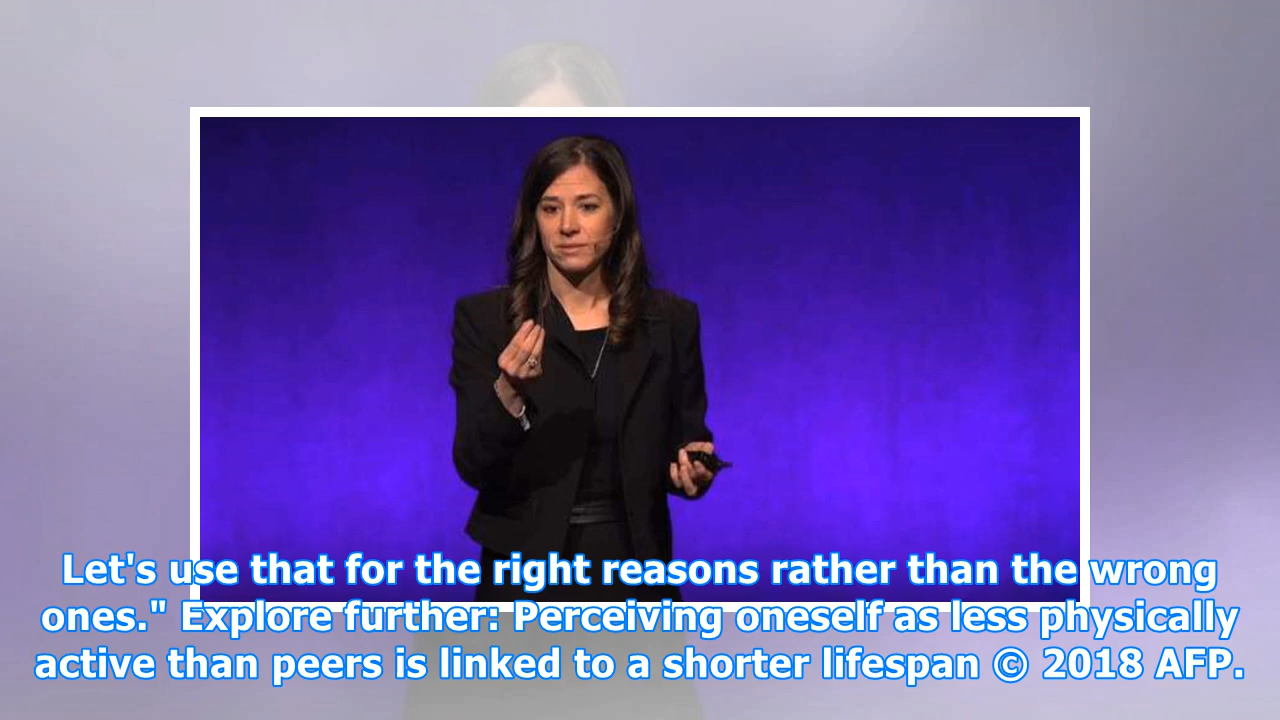 Let's use that for the right reasons rather than the wrong
ones." Explore further: Perceiving oneself as less physically
active than peers is linked to a shorter lifespan © 2018 AFP.